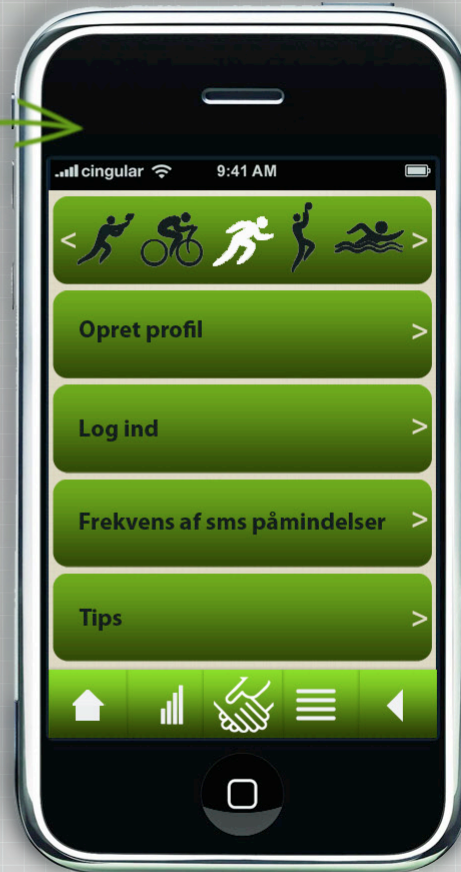 cingular 9:41 AM
< >
Opret profil >
Log ind >
Frekvens af sms påmindelser >
Tips >